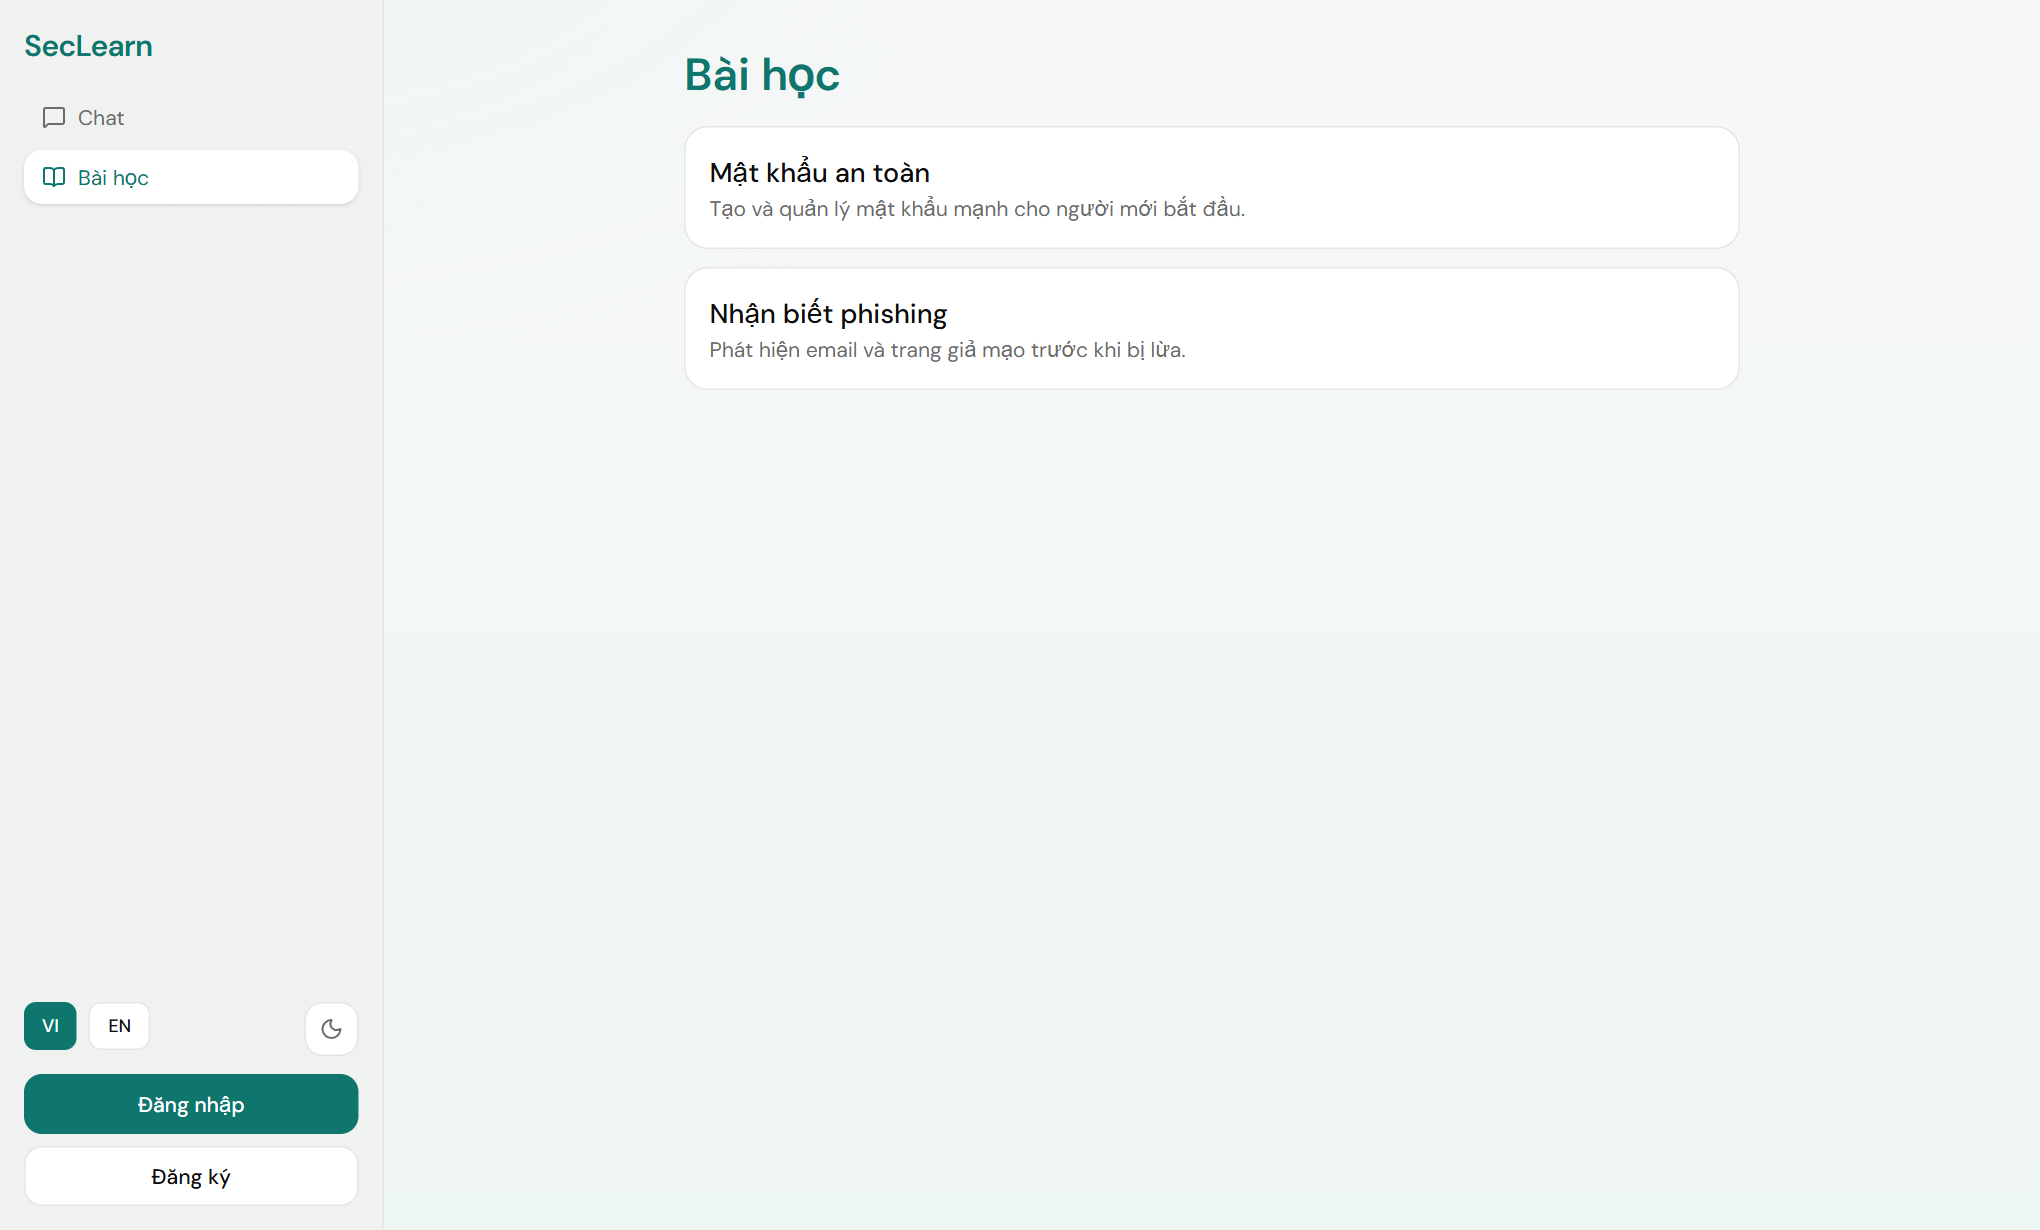 SecLearn
Chat
Bài học
VI
EN
Đăng nhập
Đăng ký
Bài học
Mật khẩu an toàn
Tạo và quản lý mật khẩu mạnh cho người mới bắt đầu.
Nhận biết phishing
Phát hiện email và trang giả mạo trước khi bị lừa.